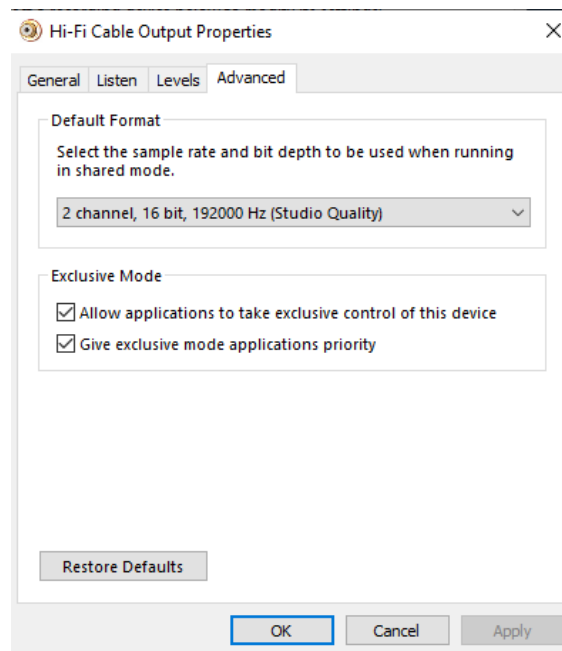 Hi-Fi Cable Output Properties
General Listen Levels Advanced
Default Format
Select the sample rate and bit depth to be used when running
in shared mode.
2 channel, 16 bit, 192000 Hz (Studio Quality)
Exclusive Mode
Allow applications to take exclusive control of this device
Give exclusive mode applications priority
Restore Defaults
OK Cancel Apply